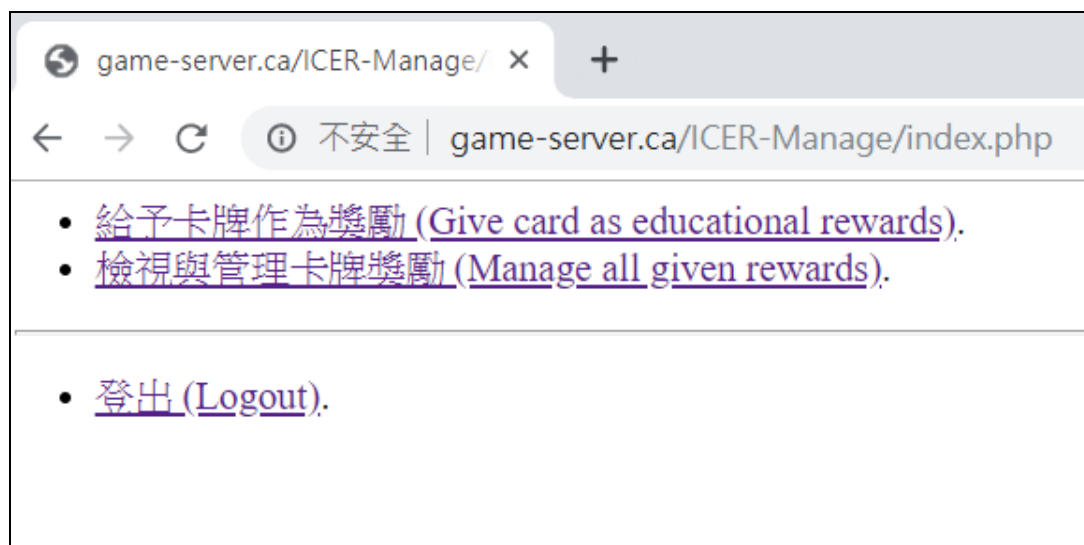 game-server.ca/ICER-Manage/
不安全 game-server.ca/ICER-Manage/index.php
給予卡牌作為獎勵 (Give card as educational rewards).
檢視與管理卡牌獎勵 (Manage all given rewards).
登出 (Logout).